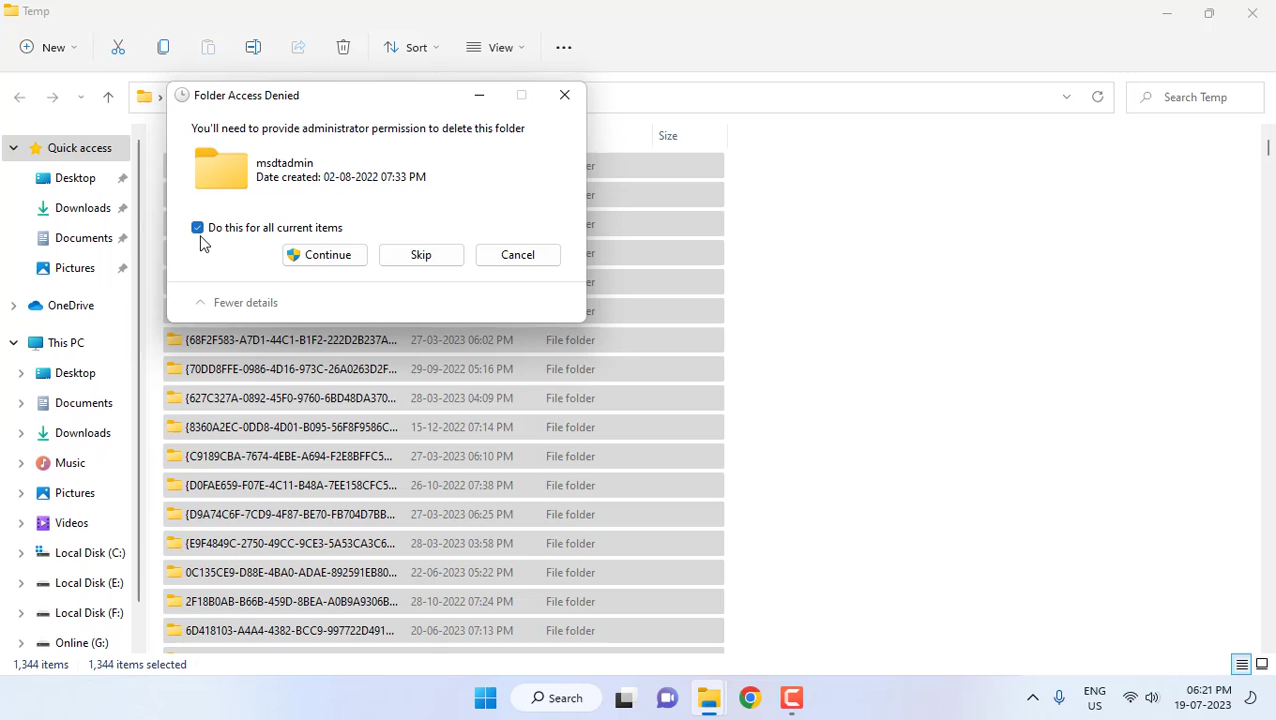 Temp
New
Sort
View
Search Temp
Size
Folder Access Denied
You'll need to provide administrator permission to delete this folder
msdtadmin
Date created: 02-08-2022 07:33 PM
Do this for all current items
Continue Skip Cancel
Fewer details
Quick access
Desktop
Downloads
Documents
Pictures
OneDrive
This PC
Desktop
Documents
Downloads
Music
Pictures
Videos
Local Disk (C:)
Local Disk (E:)
Local Disk (F:)
Online (G:)
{68F2F583-A7D1-44C1-B1F2-222D2B237A... 27-03-2023 06:02 PM File folder
{70DD8FFE-0986-4D16-973C-26A0263D2F... 29-09-2022 05:16 PM File folder
{627C327A-0892-45F0-9760-6BD48DA370... 28-03-2023 04:09 PM File folder
{8360A2EC-0DD8-4D01-B095-56F8F9586C... 15-12-2022 07:14 PM File folder
{C9189CBA-7674-4EBE-A694-F2E8BFFC5... 27-03-2023 06:10 PM File folder
{D0FAE659-F07E-4C11-B48A-7EE158CFC5... 26-10-2022 07:38 PM File folder
{D9A74C6F-7CD9-4F87-BE70-FB704D7BB... 27-03-2023 06:25 PM File folder
{E9F4849C-2750-49CC-9CE3-5A53CA3C6... 28-03-2023 03:58 PM File folder
0C135CE9-D88E-4BA0-ADAE-892591EB80... 22-06-2023 05:22 PM File folder
2F18B0AB-B66B-459D-8BEA-A0B9A9306B... 28-10-2022 07:24 PM File folder
6D418103-A4A4-4382-BCC9-997722D491... 20-06-2023 07:13 PM File folder
1,344 items 1,344 items selected
Search
ENG
US
06:21 PM
19-07-2023